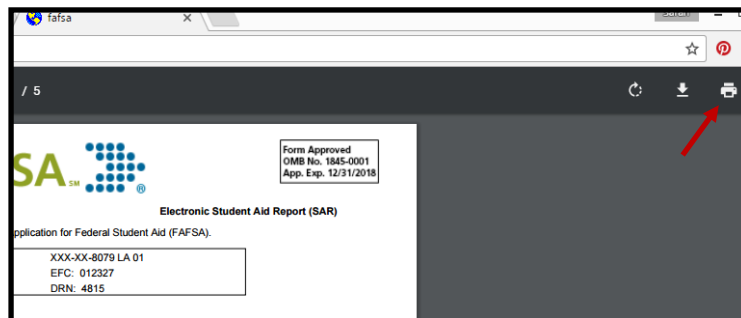 fafsa
/ 5
Form Approved
OMB No. 1845-0001
App. Exp. 12/31/2018
SA SM ®
Electronic Student Aid Report (SAR)
pplication for Federal Student Aid (FAFSA).
XXX-XX-8079 LA 01
EFC: 012327
DRN: 4815